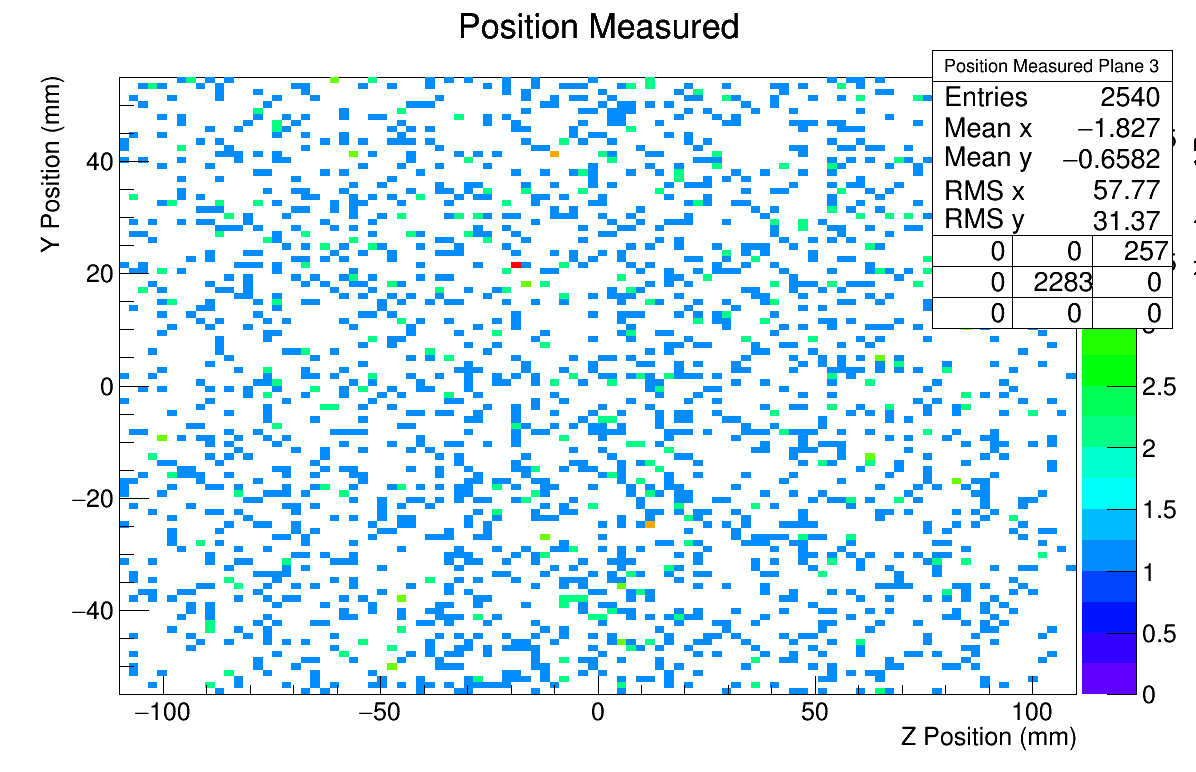 Position Measured
Position Measured Plane 3
Entries 2540
Mean x −1.827
Mean y −0.6582
RMS x 57.77
RMS y 31.37
0 0 257
0 2283 0
0 0 0
Y Position (mm)
40
20
0
−20
−40
2.5
2
1.5
1
0.5
0
−100 −50 0 50 100
Z Position (mm)